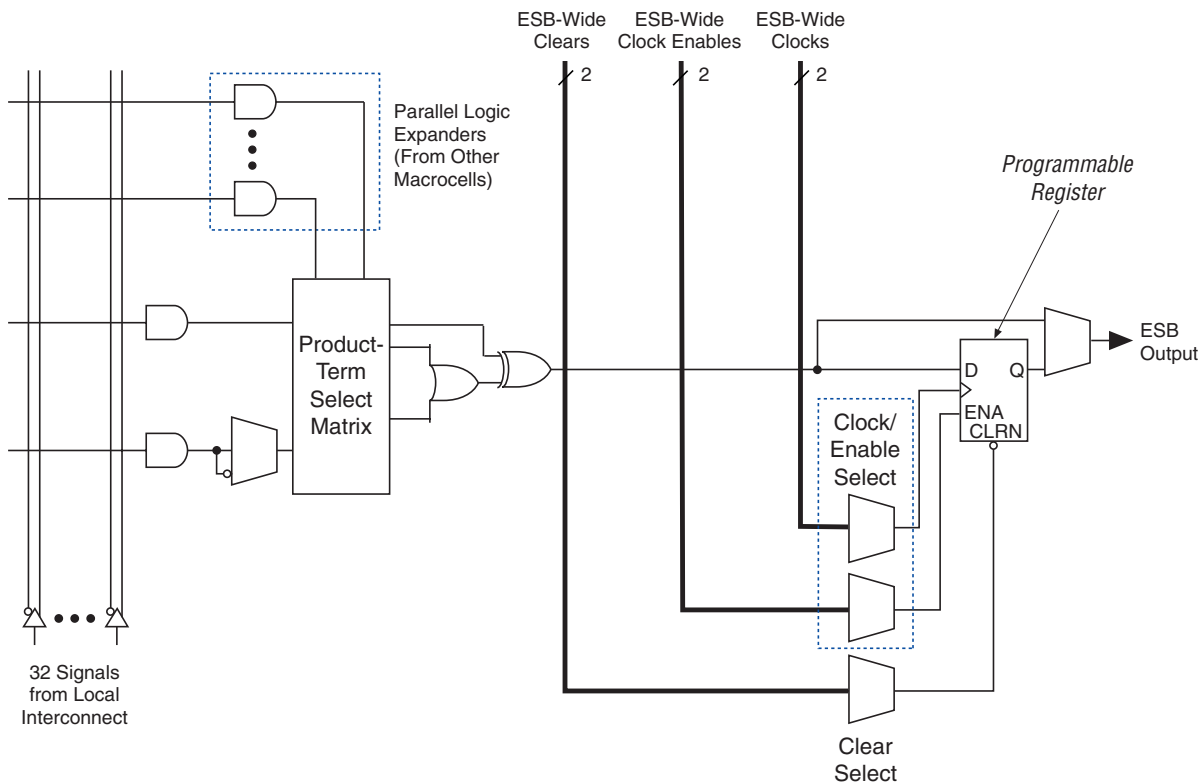 ESB-Wide
Clears
ESB-Wide
Clock Enables
ESB-Wide
Clocks
2
2
2
Parallel Logic
Expanders
(From Other
Macrocells)
Programmable
Register
Product-
Term
Select
Matrix
D
Q
ENA
CLRN
ESB
Output
Clock/
Enable
Select
32 Signals
from Local
Interconnect
Clear
Select